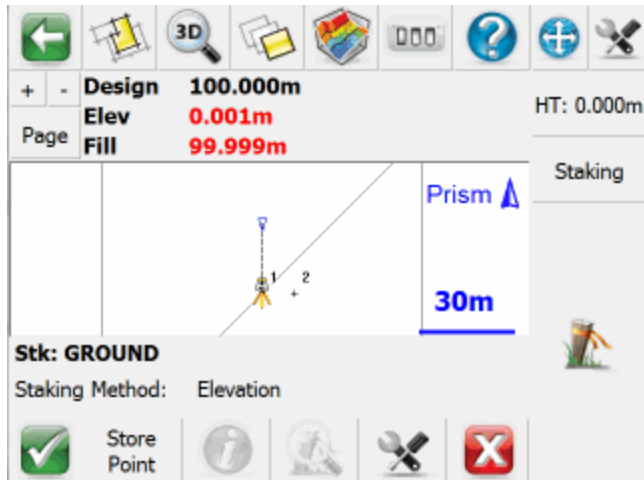 3D
+ - Design 100.000m
Elev 0.001m
Page
Fill 99.999m
HT: 0.000m
Staking
Prism
1 2
30m
Stk: GROUND
Staking Method: Elevation
Store
Point